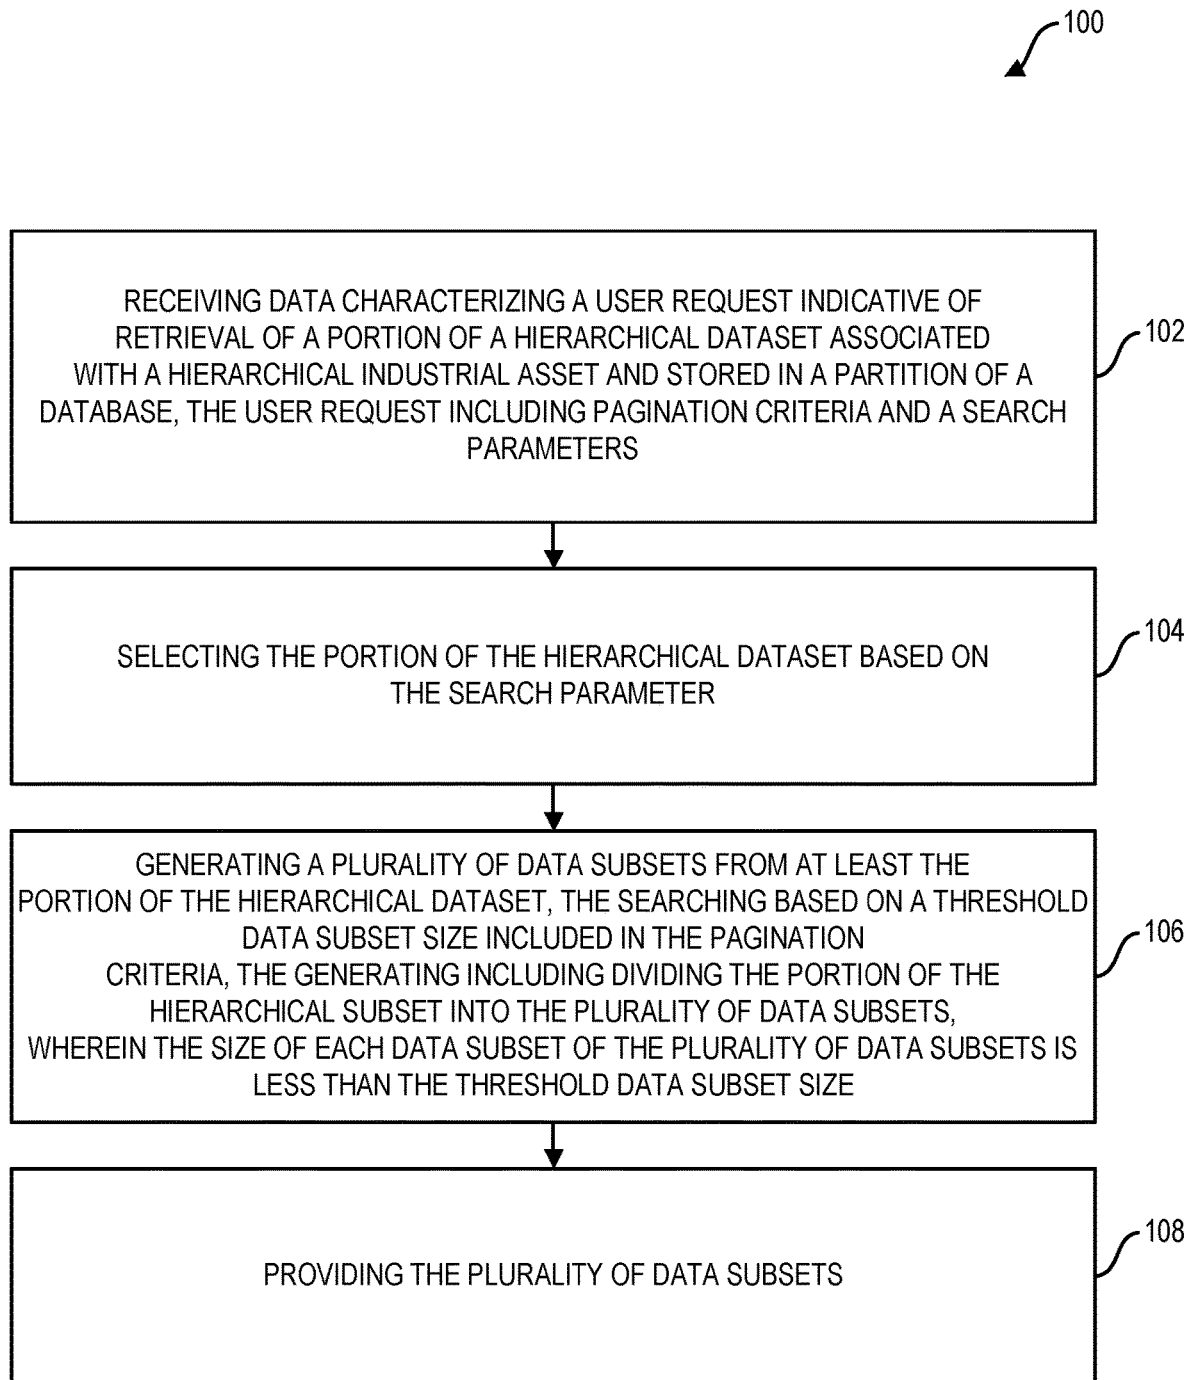 100
RECEIVING DATA CHARACTERIZING A USER REQUEST INDICATIVE OF
RETRIEVAL OF A PORTION OF A HIERARCHICAL DATASET ASSOCIATED
WITH A HIERARCHICAL INDUSTRIAL ASSET AND STORED IN A PARTITION OF A
DATABASE, THE USER REQUEST INCLUDING PAGINATION CRITERIA AND A SEARCH
PARAMETERS
102
SELECTING THE PORTION OF THE HIERARCHICAL DATASET BASED ON
THE SEARCH PARAMETER
104
GENERATING A PLURALITY OF DATA SUBSETS FROM AT LEAST THE
PORTION OF THE HIERARCHICAL DATASET, THE SEARCHING BASED ON A THRESHOLD
DATA SUBSET SIZE INCLUDED IN THE PAGINATION
CRITERIA, THE GENERATING INCLUDING DIVIDING THE PORTION OF THE
HIERARCHICAL SUBSET INTO THE PLURALITY OF DATA SUBSETS,
WHEREIN THE SIZE OF EACH DATA SUBSET OF THE PLURALITY OF DATA SUBSETS IS
LESS THAN THE THRESHOLD DATA SUBSET SIZE
106
PROVIDING THE PLURALITY OF DATA SUBSETS
108